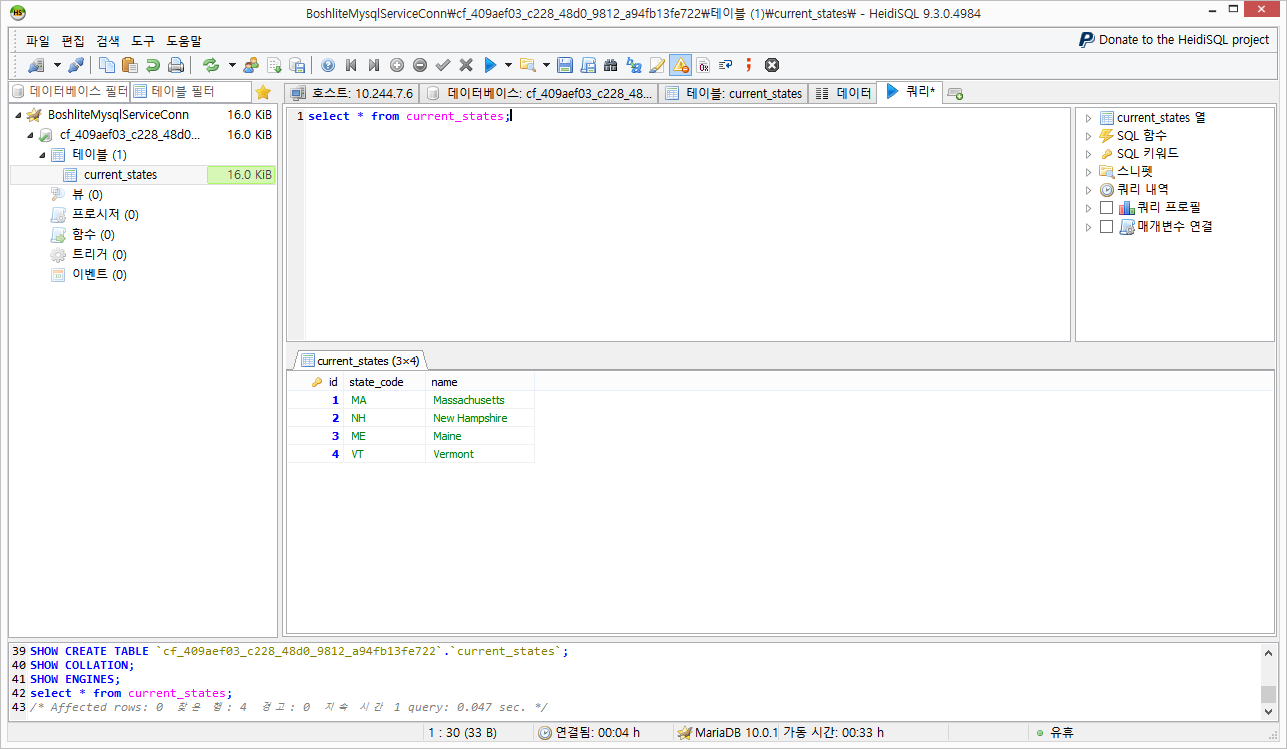 BoshliteMysqlServiceConn₩cf_409aef03_c228_48d0_9812_a94fb13fe722₩테이블 (1)₩current_states₩ - HeidiSQL 9.3.0.4984
파일 편집 검색 도구 도움말
Donate to the HeidiSQL project
데이터베이스 필터 테이블 필터
호스트: 10.244.7.6 데이터베이스: cf_409aef03_c228_48... 테이블: current_states 데이터 쿼리*
BoshliteMysqlServiceConn 16.0 KiB
cf_409aef03_c228_48d0... 16.0 KiB
테이블 (1)
current_states 16.0 KiB
뷰 (0)
프로시저 (0)
함수 (0)
트리거 (0)
이벤트 (0)
1 select * from current_states;
current_states 열
SQL 함수
SQL 키워드
스니펫
쿼리 내역
쿼리 프로필
매개변수 연결
current_states (3×4)
id state_code name
1 MA Massachusetts
2 NH New Hampshire
3 ME Maine
4 VT Vermont
39 SHOW CREATE TABLE `cf_409aef03_c228_48d0_9812_a94fb13fe722`.`current_states`;
40 SHOW COLLATION;
41 SHOW ENGINES;
42 select * from current_states;
43 /* Affected rows: 0 찾은 행: 4 경고: 0 지속 시간 1 query: 0.047 sec. */
1 : 30 (33 B) 연결됨: 00:04 h MariaDB 10.0.1 가동 시간: 00:33 h 유휴